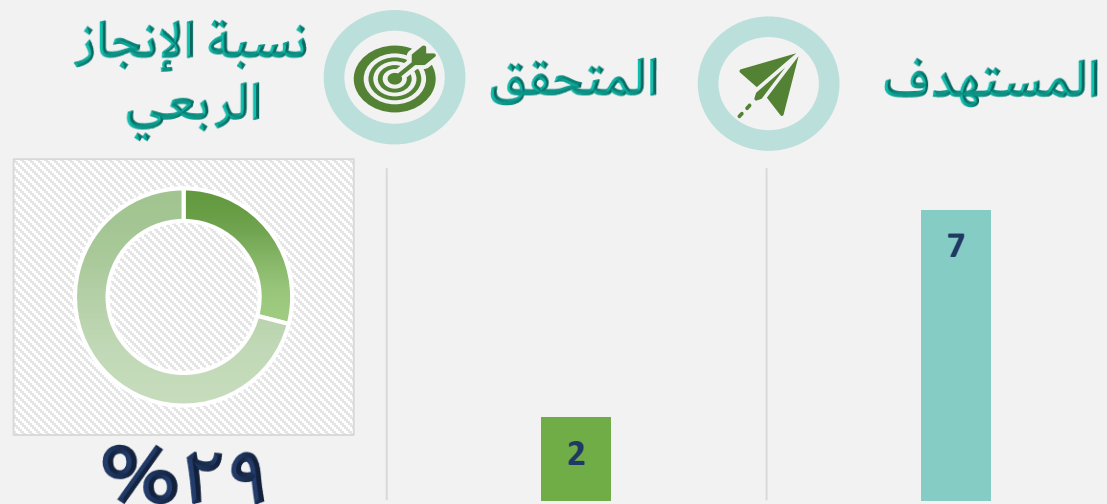 المستهدف
المتحقق
نسبة الإنجاز
الربعي
7
2
%٢٩